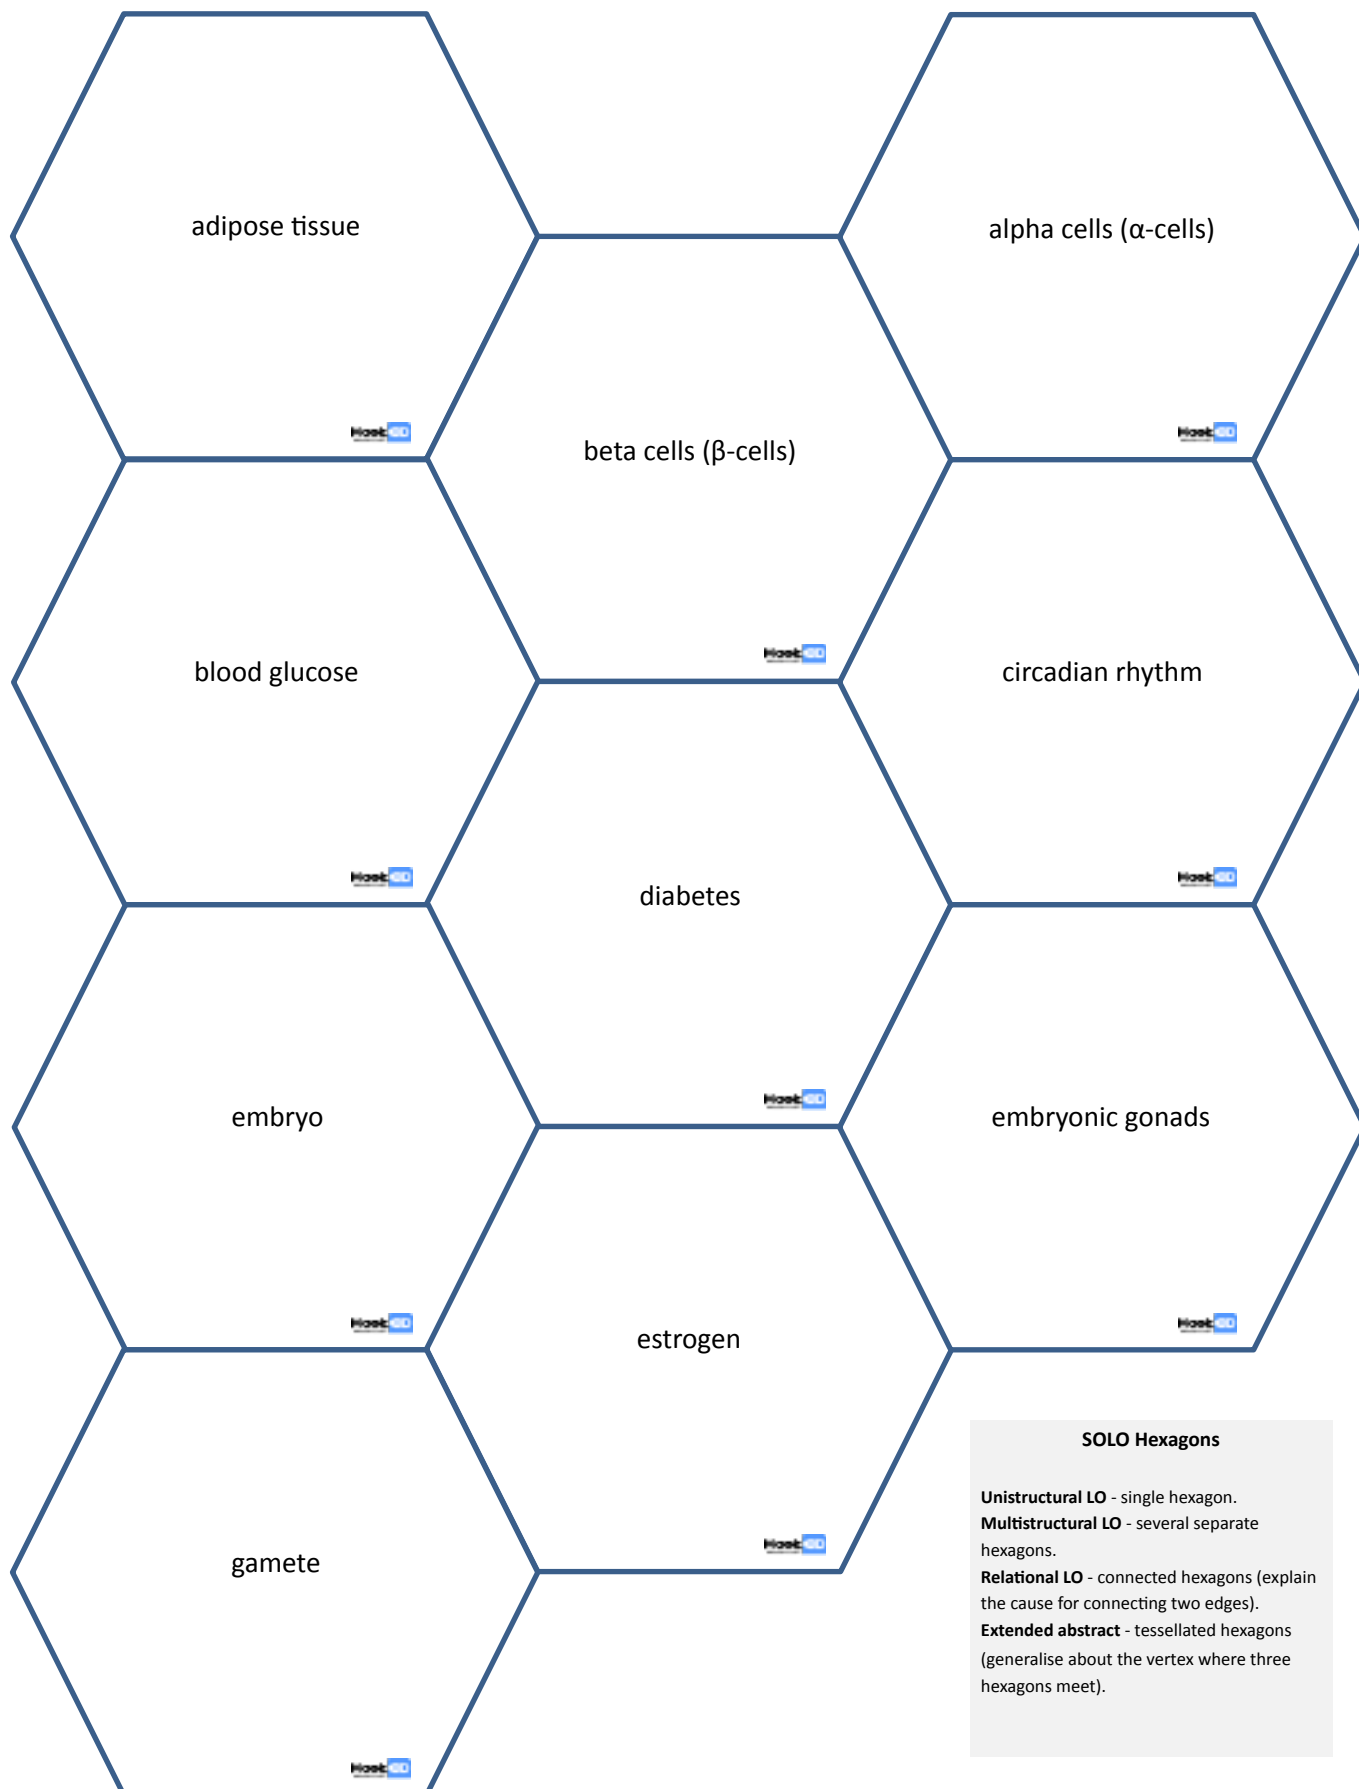 adipose tissue
alpha cells (α-cells)
beta cells (β-cells)
blood glucose
circadian rhythm
diabetes
embryo
embryonic gonads
estrogen
gamete
SOLO Hexagons
Unistructural LO - single hexagon.
Multistructural LO - several separate
hexagons.
Relational LO - connected hexagons (explain
the cause for connecting two edges).
Extended abstract - tessellated hexagons
(generalise about the vertex where three
hexagons meet).